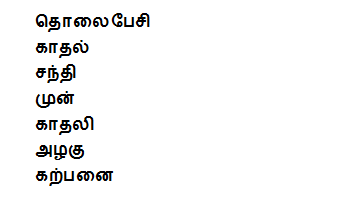 தொலைபேசி
காதல்
சந்தி
முன்
காதலி
அழகு
கற்பனை